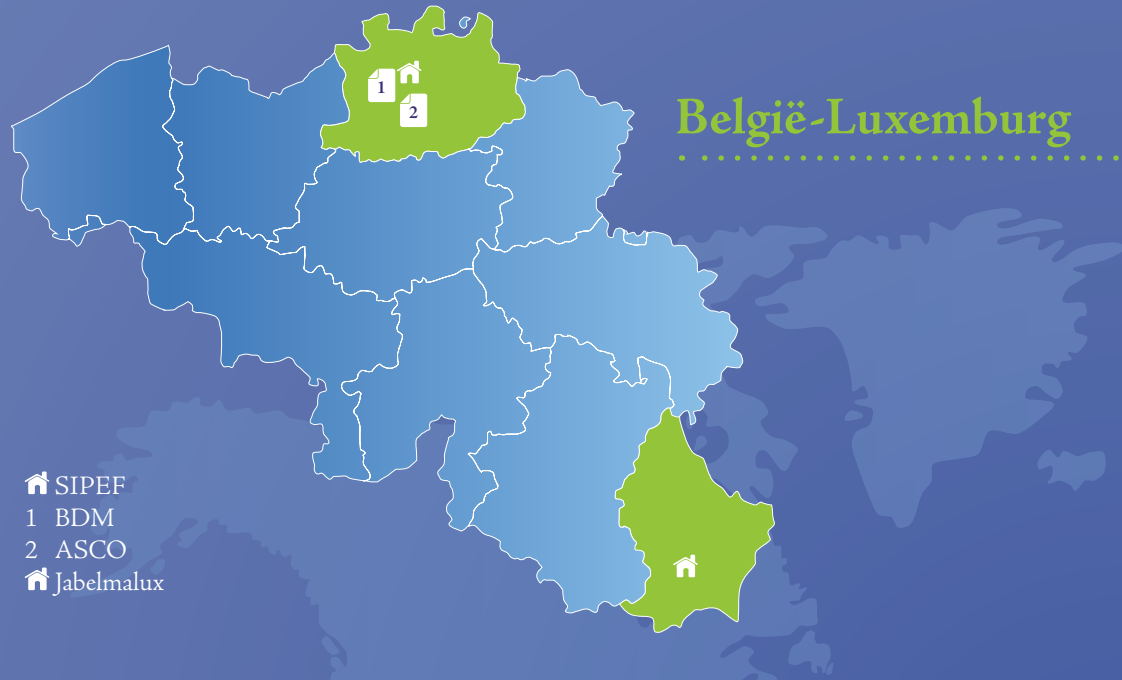 1
2
België-Luxemburg
SIPEF
1 BDM
2 ASCO
Jabelmalux